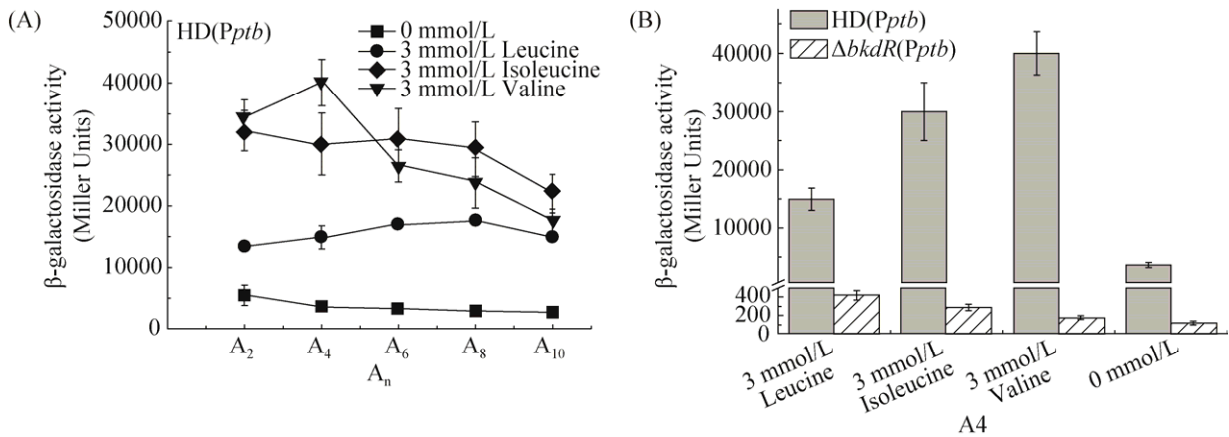 (A)
HD(Pptb)
0 mmol/L
3 mmol/L Leucine
3 mmol/L Isoleucine
3 mmol/L Valine
β-galactosidase activity
(Miller Units)
50000
40000
30000
20000
10000
0
A₂
A₄
A₆
A₈
A₁₀
Aₙ
(B)
HD(Pptb)
ΔbkdR(Pptb)
β-galactosidase activity
(Miller Units)
40000
30000
20000
10000
400
200
0
3 mmol/L
Leucine
3 mmol/L
Isoleucine
3 mmol/L
Valine
0 mmol/L
A4